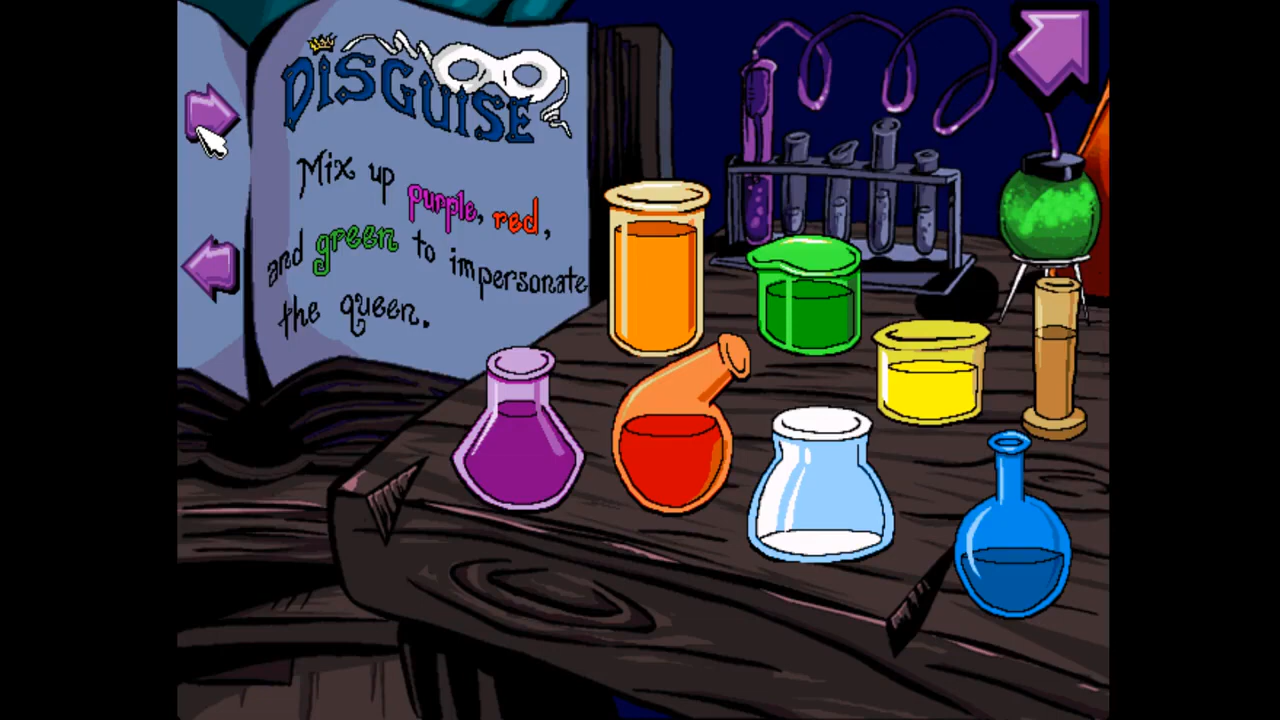 DISGUISE
Mix up purple, red,
and green to impersonate
the queen.